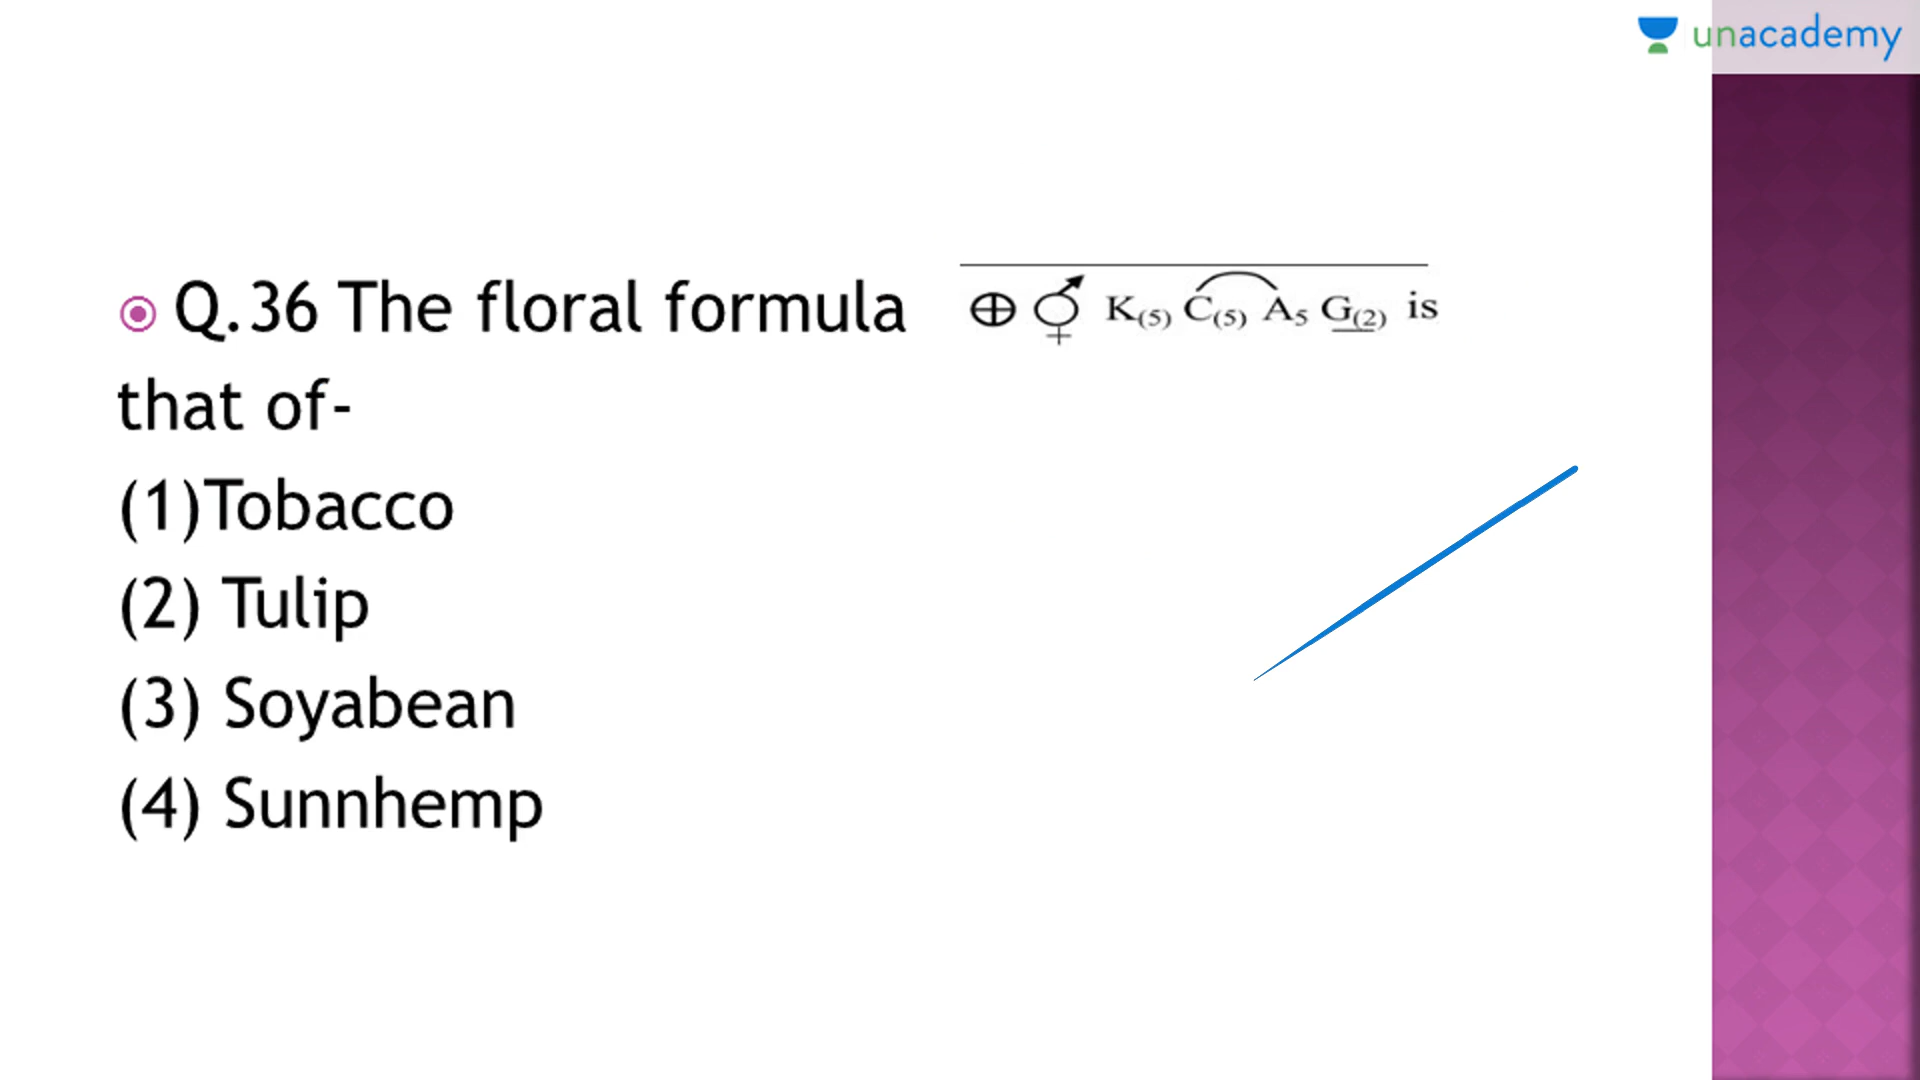 unacademy
Q.36 The floral formula ⊕ ⚥ K(5) C(5) A5 G(2) is
that of-
(1)Tobacco
(2) Tulip
(3) Soyabean
(4) Sunnhemp